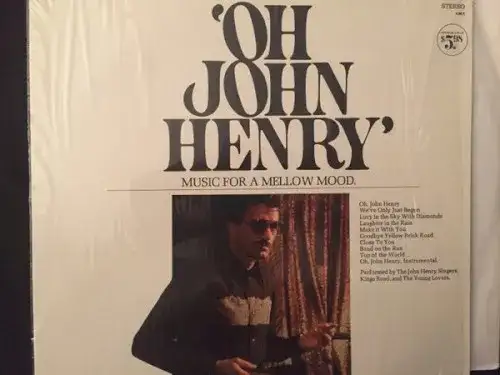 STEREO
$5.98
'OH
JOHN
HENRY'
MUSIC FOR A MELLOW MOOD.
Oh, John Henry
We've Only Just Begun
Lucy in the Sky With Diamonds
Laughter in the Rain
Make it With You
Goodbye Yellow Brick Road
Close To You
Band on the Run
Top of the World
Oh, John Henry, Instrumental
Performed by The John Henry Singers,
Kings Road, and The Young Lovers.